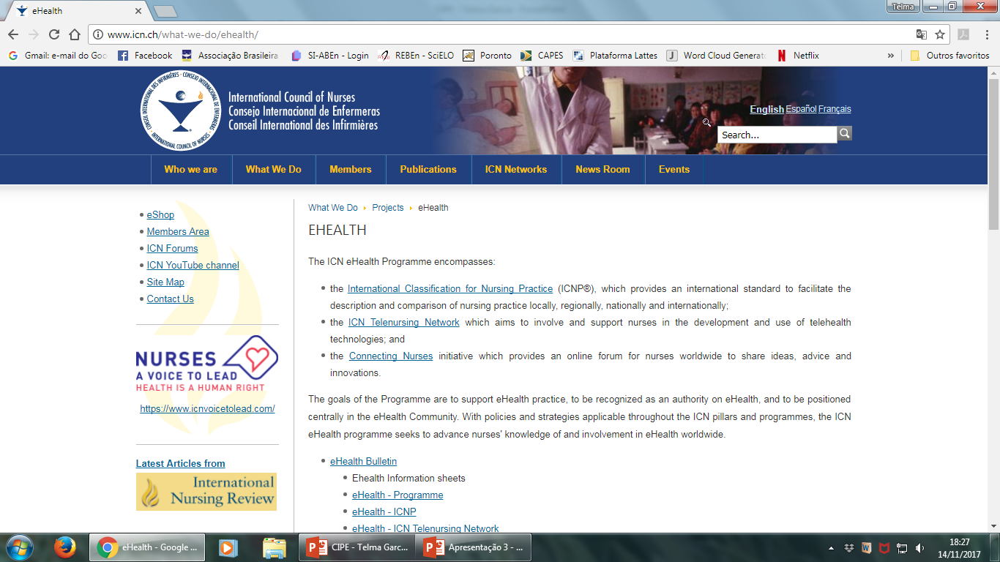 eHealth
Telma
www.icn.ch/what-we-do/ehealth/
Gmail: e-mail do Goo
Facebook
Associação Brasileira
SI-ABEn - Login
REBEn - SciELO
Poronto
CAPES
Plataforma Lattes
Word Cloud Generato
Netflix
»
Outros favoritos
CONSEIL INTERNATIONAL DES INFIRMIÈRES • CONSEJO INTERNACIONAL DE ENFERMERAS • INTERNATIONAL COUNCIL OF NURSES •
International Council of Nurses
Consejo Internacional de Enfermeras
Conseil International des Infirmières
English Español Français
Search...
Who we are
What We Do
Members
Publications
ICN Networks
News Room
Events
eShop
Members Area
ICN Forums
ICN YouTube channel
Site Map
Contact Us
NURSES
A VOICE TO LEAD
HEALTH IS A HUMAN RIGHT
https://www.icnvoicetolead.com/
Latest Articles from
International
Nursing Review
What We Do Projects eHealth
EHEALTH
The ICN eHealth Programme encompasses:
the International Classification for Nursing Practice (ICNP®), which provides an international standard to facilitate the
description and comparison of nursing practice locally, regionally, nationally and internationally;
the ICN Telenursing Network which aims to involve and support nurses in the development and use of telehealth
technologies; and
the Connecting Nurses initiative which provides an online forum for nurses worldwide to share ideas, advice and
innovations.
The goals of the Programme are to support eHealth practice, to be recognized as an authority on eHealth, and to be positioned
centrally in the eHealth Community. With policies and strategies applicable throughout the ICN pillars and programmes, the ICN
eHealth programme seeks to advance nurses' knowledge of and involvement in eHealth worldwide.
eHealth Bulletin
Ehealth Information sheets
eHealth - Programme
eHealth - ICNP
eHealth - ICN Telenursing Network
eHealth - Google ...
CIPE - Telma Garc...
Apresentação 3 - ...
18:27
14/11/2017